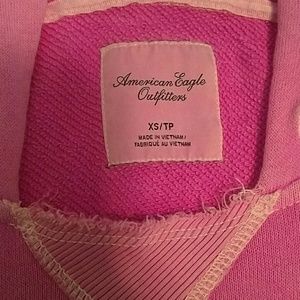 American Eagle
Outfitters
XS/TP
MADE IN VIETNAM/
FABRIQUÉ AU VIETNAM